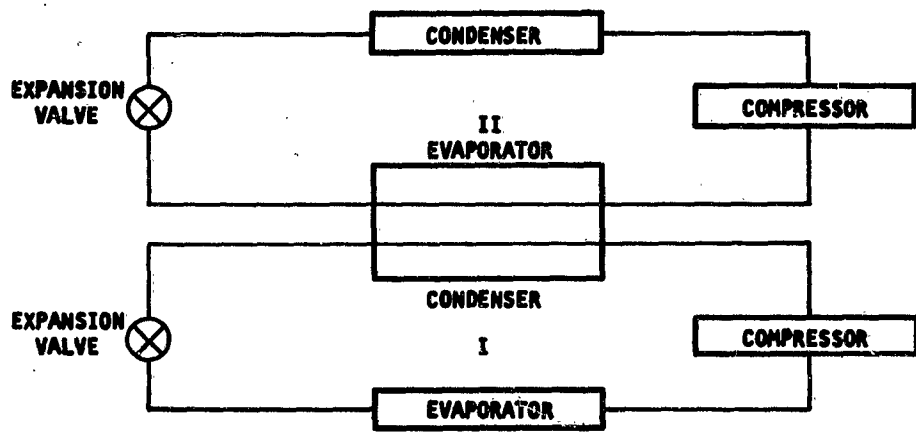 CONDENSER
EXPANSION
VALVE
COMPRESSOR
II
EVAPORATOR
CONDENSER
EXPANSION
VALVE
COMPRESSOR
I
EVAPORATOR